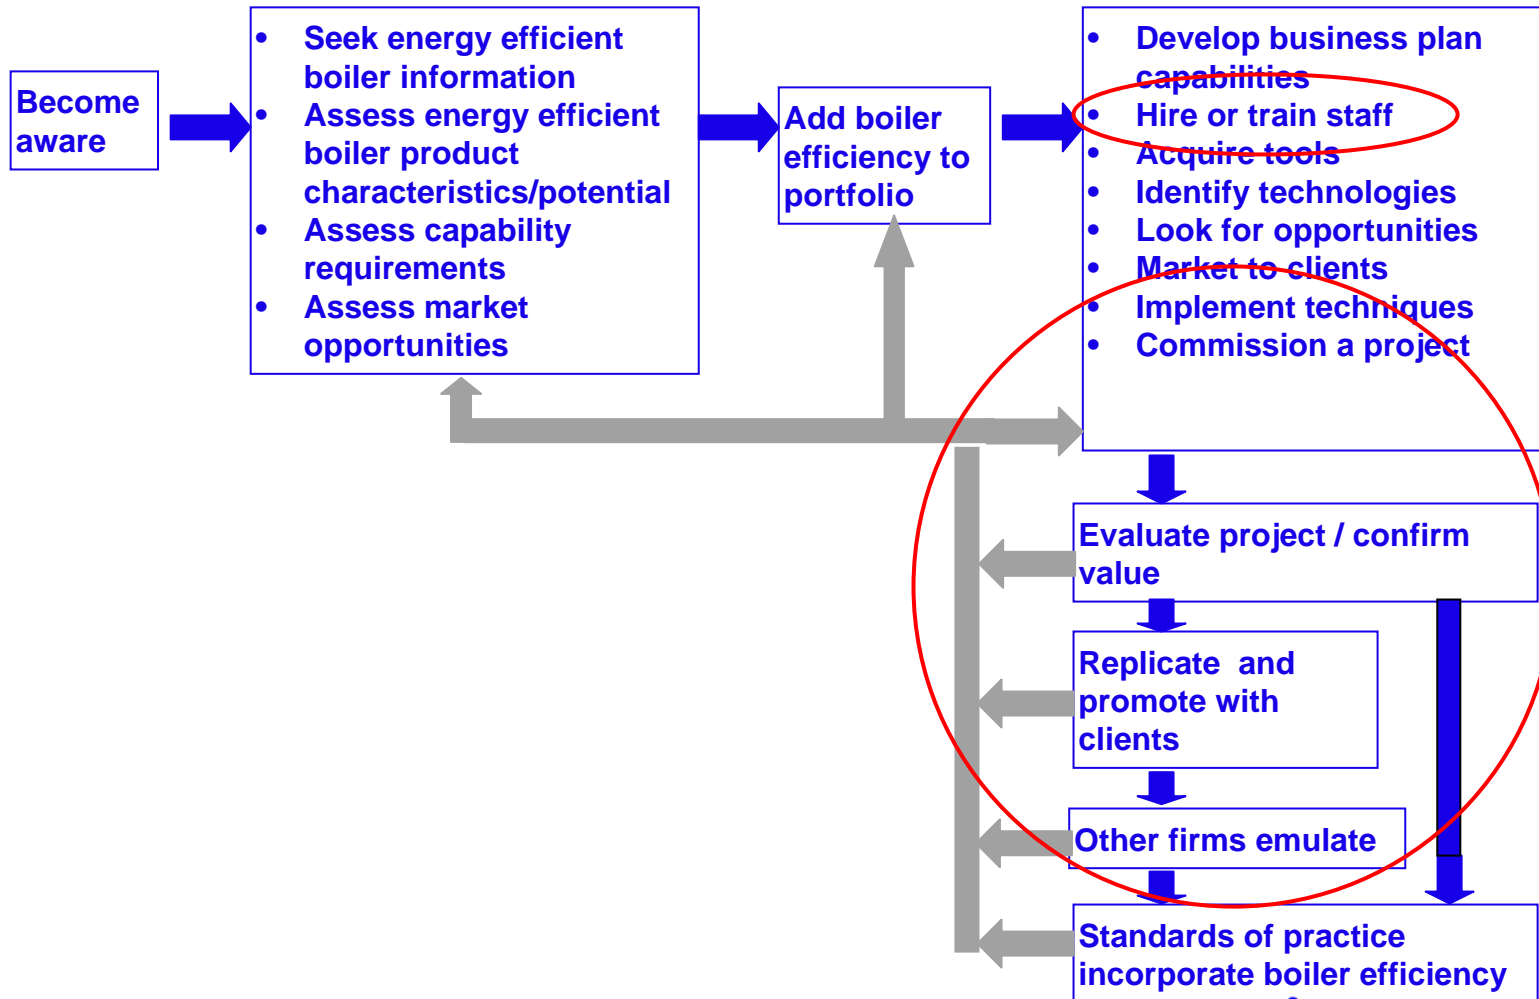 Become
aware
• Seek energy efficient
boiler information
• Assess energy efficient
boiler product
characteristics/potential
• Assess capability
requirements
• Assess market
opportunities
Add boiler
efficiency to
portfolio
• Develop business plan
capabilities
• Hire or train staff
• Acquire tools
• Identify technologies
• Look for opportunities
• Market to clients
• Implement techniques
• Commission a project
Evaluate project / confirm
value
Replicate and
promote with
clients
Other firms emulate
Standards of practice
incorporate boiler efficiency